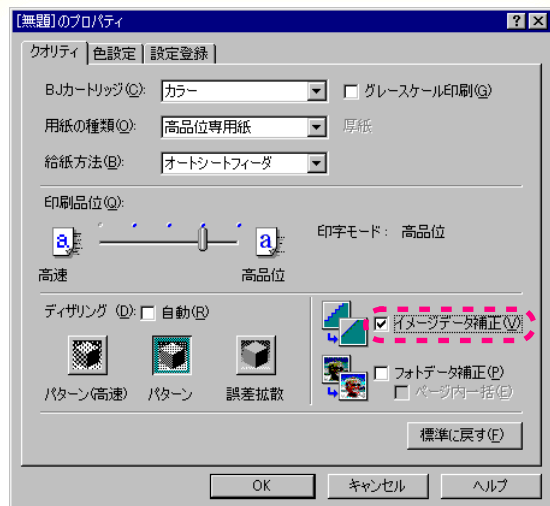 [無題]のプロパティ
クオリティ 色設定 設定登録
BJカートリッジ(C): カラー グレースケール印刷(G)
用紙の種類(O): 高品位専用紙 厚紙
給紙方法(B): オートシートフィーダ
印刷品位(Q):
a a 印字モード: 高品位
高速 高品位
ディザリング (D): 自動(R) イメージデータ補正(V)
フォトデータ補正(P)
パターン(高速) パターン 誤差拡散 ページ内一括(E)
標準に戻す(F)
OK キャンセル ヘルプ